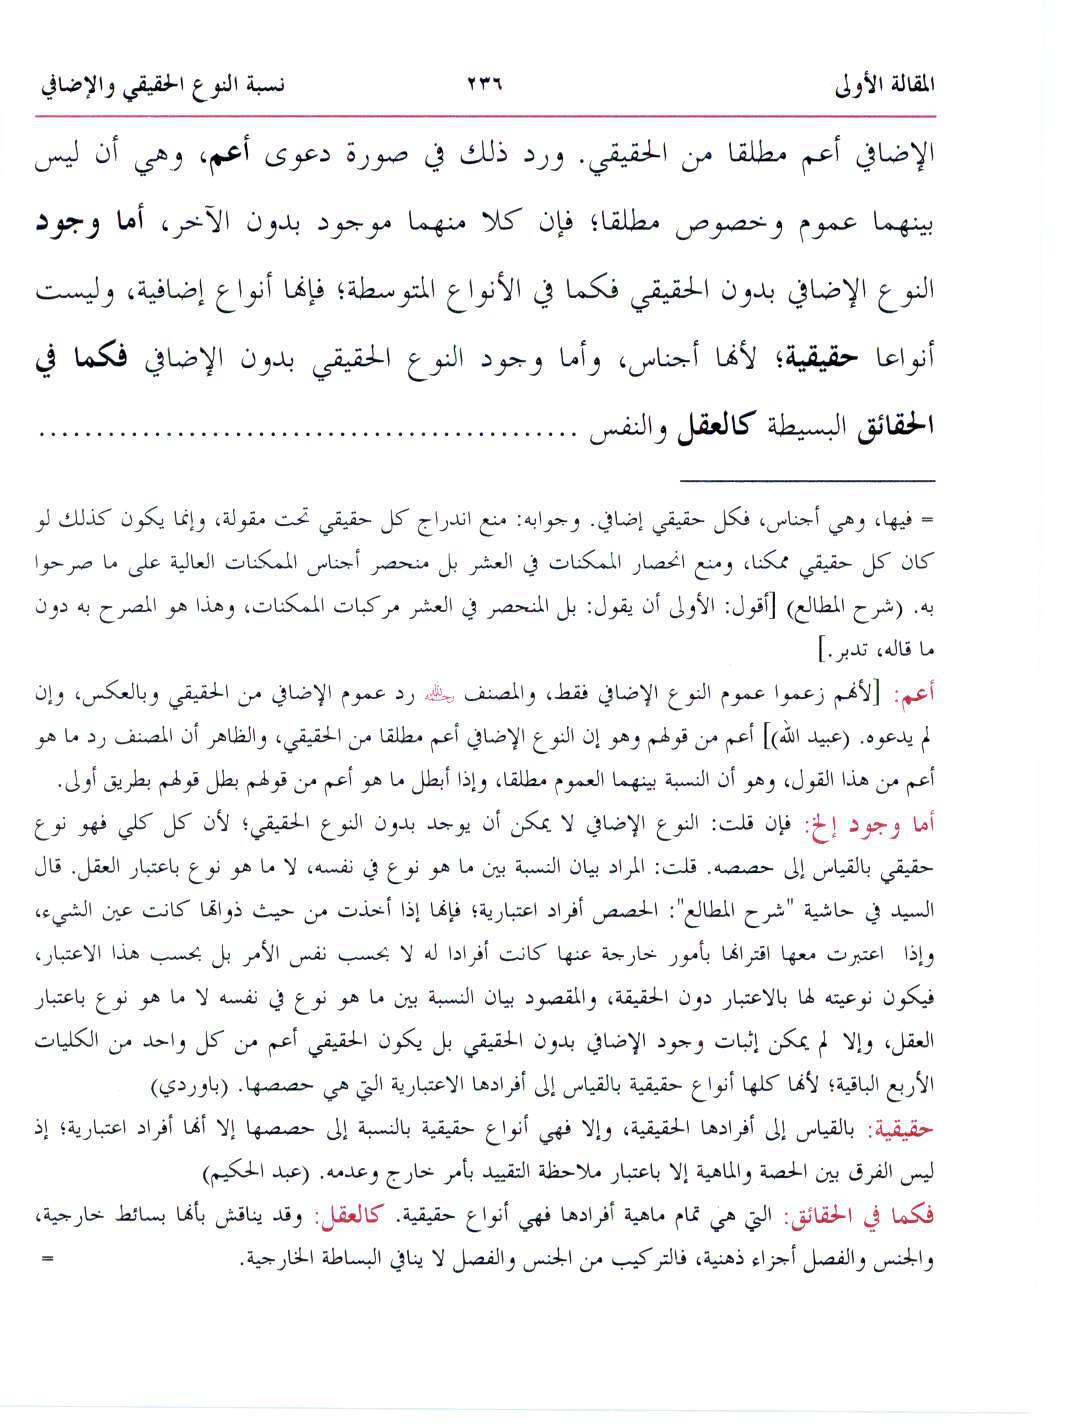 المقالة الأولى ٢٣٦ نسبة النوع الحقيقي والإضافي
الإضافي أعم مطلقا من الحقيقي. ورد ذلك في صورة دعوى أعم، وهي أن ليس
بينهما عموم وخصوص مطلقا؛ فإن كلا منهما موجود بدون الآخر، أما وجود
النوع الإضافي بدون الحقيقي فكما في الأنواع المتوسطة؛ فإنها أنواع إضافية، وليست
أنواعا حقيقية؛ لأنها أجناس، وأما وجود النوع الحقيقي بدون الإضافي فكما في
الحقائق البسيطة كالعقل والنفس ..............................................
= فيها، وهي أجناس، فكل حقيقي إضافي. وجوابه: منع اندراج كل حقيقي تحت مقولة، وإنما يكون كذلك لو
كان كل حقيقي ممكنا، ومنع انحصار الممكنات في العشر بل منحصر أجناس الممكنات العالية على ما صرحوا
به. (شرح المطالع) [أقول: الأولى أن يقول: بل المنحصر في العشر مركبات الممكنات، وهذا هو المصرح به دون
ما قاله، تدبر.]
أعم: [لأنهم زعموا عموم النوع الإضافي فقط، والمصنف رحمه الله رد عموم الإضافي من الحقيقي وبالعكس، وإن
لم يدعوه. (عبيد الله)] أعم من قولهم وهو إن النوع الإضافي أعم مطلقا من الحقيقي، والظاهر أن المصنف رد ما هو
أعم من هذا القول، وهو أن النسبة بينهما العموم مطلقا، وإذا أبطل ما هو أعم من قولهم بطل قولهم بطريق أولى.
أما وجود إلخ: فإن قلت: النوع الإضافي لا يمكن أن يوجد بدون النوع الحقيقي؛ لأن كل كلي فهو نوع
حقيقي بالقياس إلى حصصه. قلت: المراد بيان النسبة بين ما هو نوع في نفسه، لا ما هو نوع باعتبار العقل. قال
السيد في حاشية "شرح المطالع": الحصص أفراد اعتبارية؛ فإنها إذا أخذت من حيث ذواتها كانت عين الشيء،
وإذا اعتبرت معها اقترانها بأمور خارجة عنها كانت أفرادا له لا بحسب نفس الأمر بل بحسب هذا الاعتبار،
فيكون نوعيته لها بالاعتبار دون الحقيقة، والمقصود بيان النسبة بين ما هو نوع في نفسه لا ما هو نوع باعتبار
العقل، وإلا لم يمكن إثبات وجود الإضافي بدون الحقيقي بل يكون الحقيقي أعم من كل واحد من الكليات
الأربع الباقية؛ لأنها كلها أنواع حقيقية بالقياس إلى أفرادها الاعتبارية التي هي حصصها. (باوردي)
حقيقية: بالقياس إلى أفرادها الحقيقية، وإلا فهي أنواع حقيقية بالنسبة إلى حصصها إلا أنها أفراد اعتبارية؛ إذ
ليس الفرق بين الحصة والماهية إلا باعتبار ملاحظة التقييد بأمر خارج وعدمه. (عبد الحكيم)
فكما في الحقائق: التي هي تمام ماهية أفرادها فهي أنواع حقيقية. كالعقل: وقد يناقش بأنها بسائط خارجية،
والجنس والفصل أجزاء ذهنية، فالتركيب من الجنس والفصل لا ينافي البساطة الخارجية. =